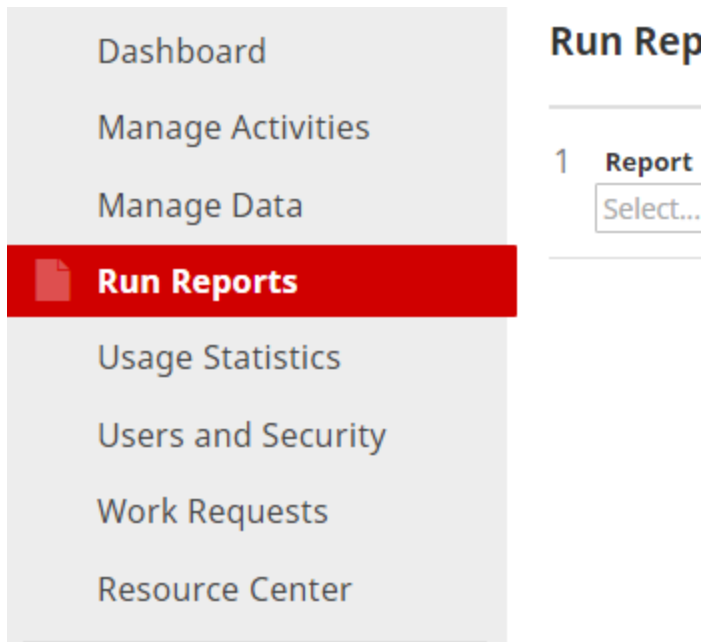 Dashboard
Manage Activities
Manage Data
Run Reports
Usage Statistics
Users and Security
Work Requests
Resource Center
Run Rep
1 Report
Select...